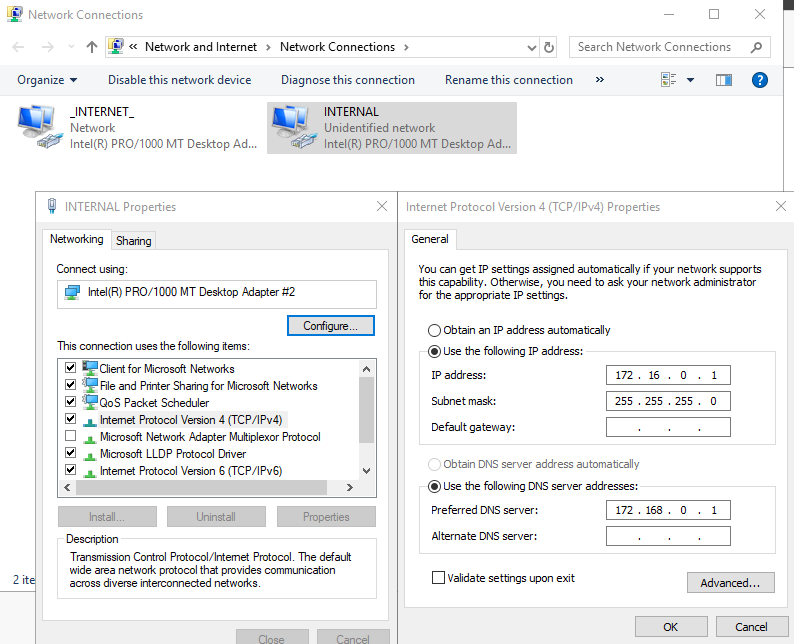 Network Connections
« Network and Internet › Network Connections ›
Search Network Connections
Organize
Disable this network device
Diagnose this connection
Rename this connection
»
_INTERNET_
Network
Intel(R) PRO/1000 MT Desktop Ad...
INTERNAL
Unidentified network
Intel(R) PRO/1000 MT Desktop Ad...
2 ite
INTERNAL Properties
Networking
Sharing
Connect using:
Intel(R) PRO/1000 MT Desktop Adapter #2
Configure...
This connection uses the following items:
Client for Microsoft Networks
File and Printer Sharing for Microsoft Networks
QoS Packet Scheduler
Internet Protocol Version 4 (TCP/IPv4)
Microsoft Network Adapter Multiplexor Protocol
Microsoft LLDP Protocol Driver
Internet Protocol Version 6 (TCP/IPv6)
Install...
Uninstall
Properties
Description
Transmission Control Protocol/Internet Protocol. The default
wide area network protocol that provides communication
across diverse interconnected networks.
Close
Cancel
Internet Protocol Version 4 (TCP/IPv4) Properties
General
You can get IP settings assigned automatically if your network supports
this capability. Otherwise, you need to ask your network administrator
for the appropriate IP settings.
Obtain an IP address automatically
Use the following IP address:
IP address: 172 . 16 . 0 . 1
Subnet mask: 255 . 255 . 255 . 0
Default gateway: . . .
Obtain DNS server address automatically
Use the following DNS server addresses:
Preferred DNS server: 172 . 168 . 0 . 1
Alternate DNS server: . . .
Validate settings upon exit
Advanced...
OK
Cancel